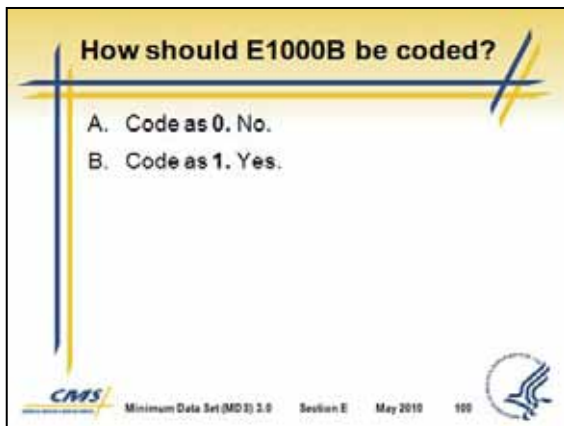 How should E1000B be coded?
A. Code as 0. No.
B. Code as 1. Yes.
CMS Minimum Data Set (MDS) 3.0 Section E May 2010 100